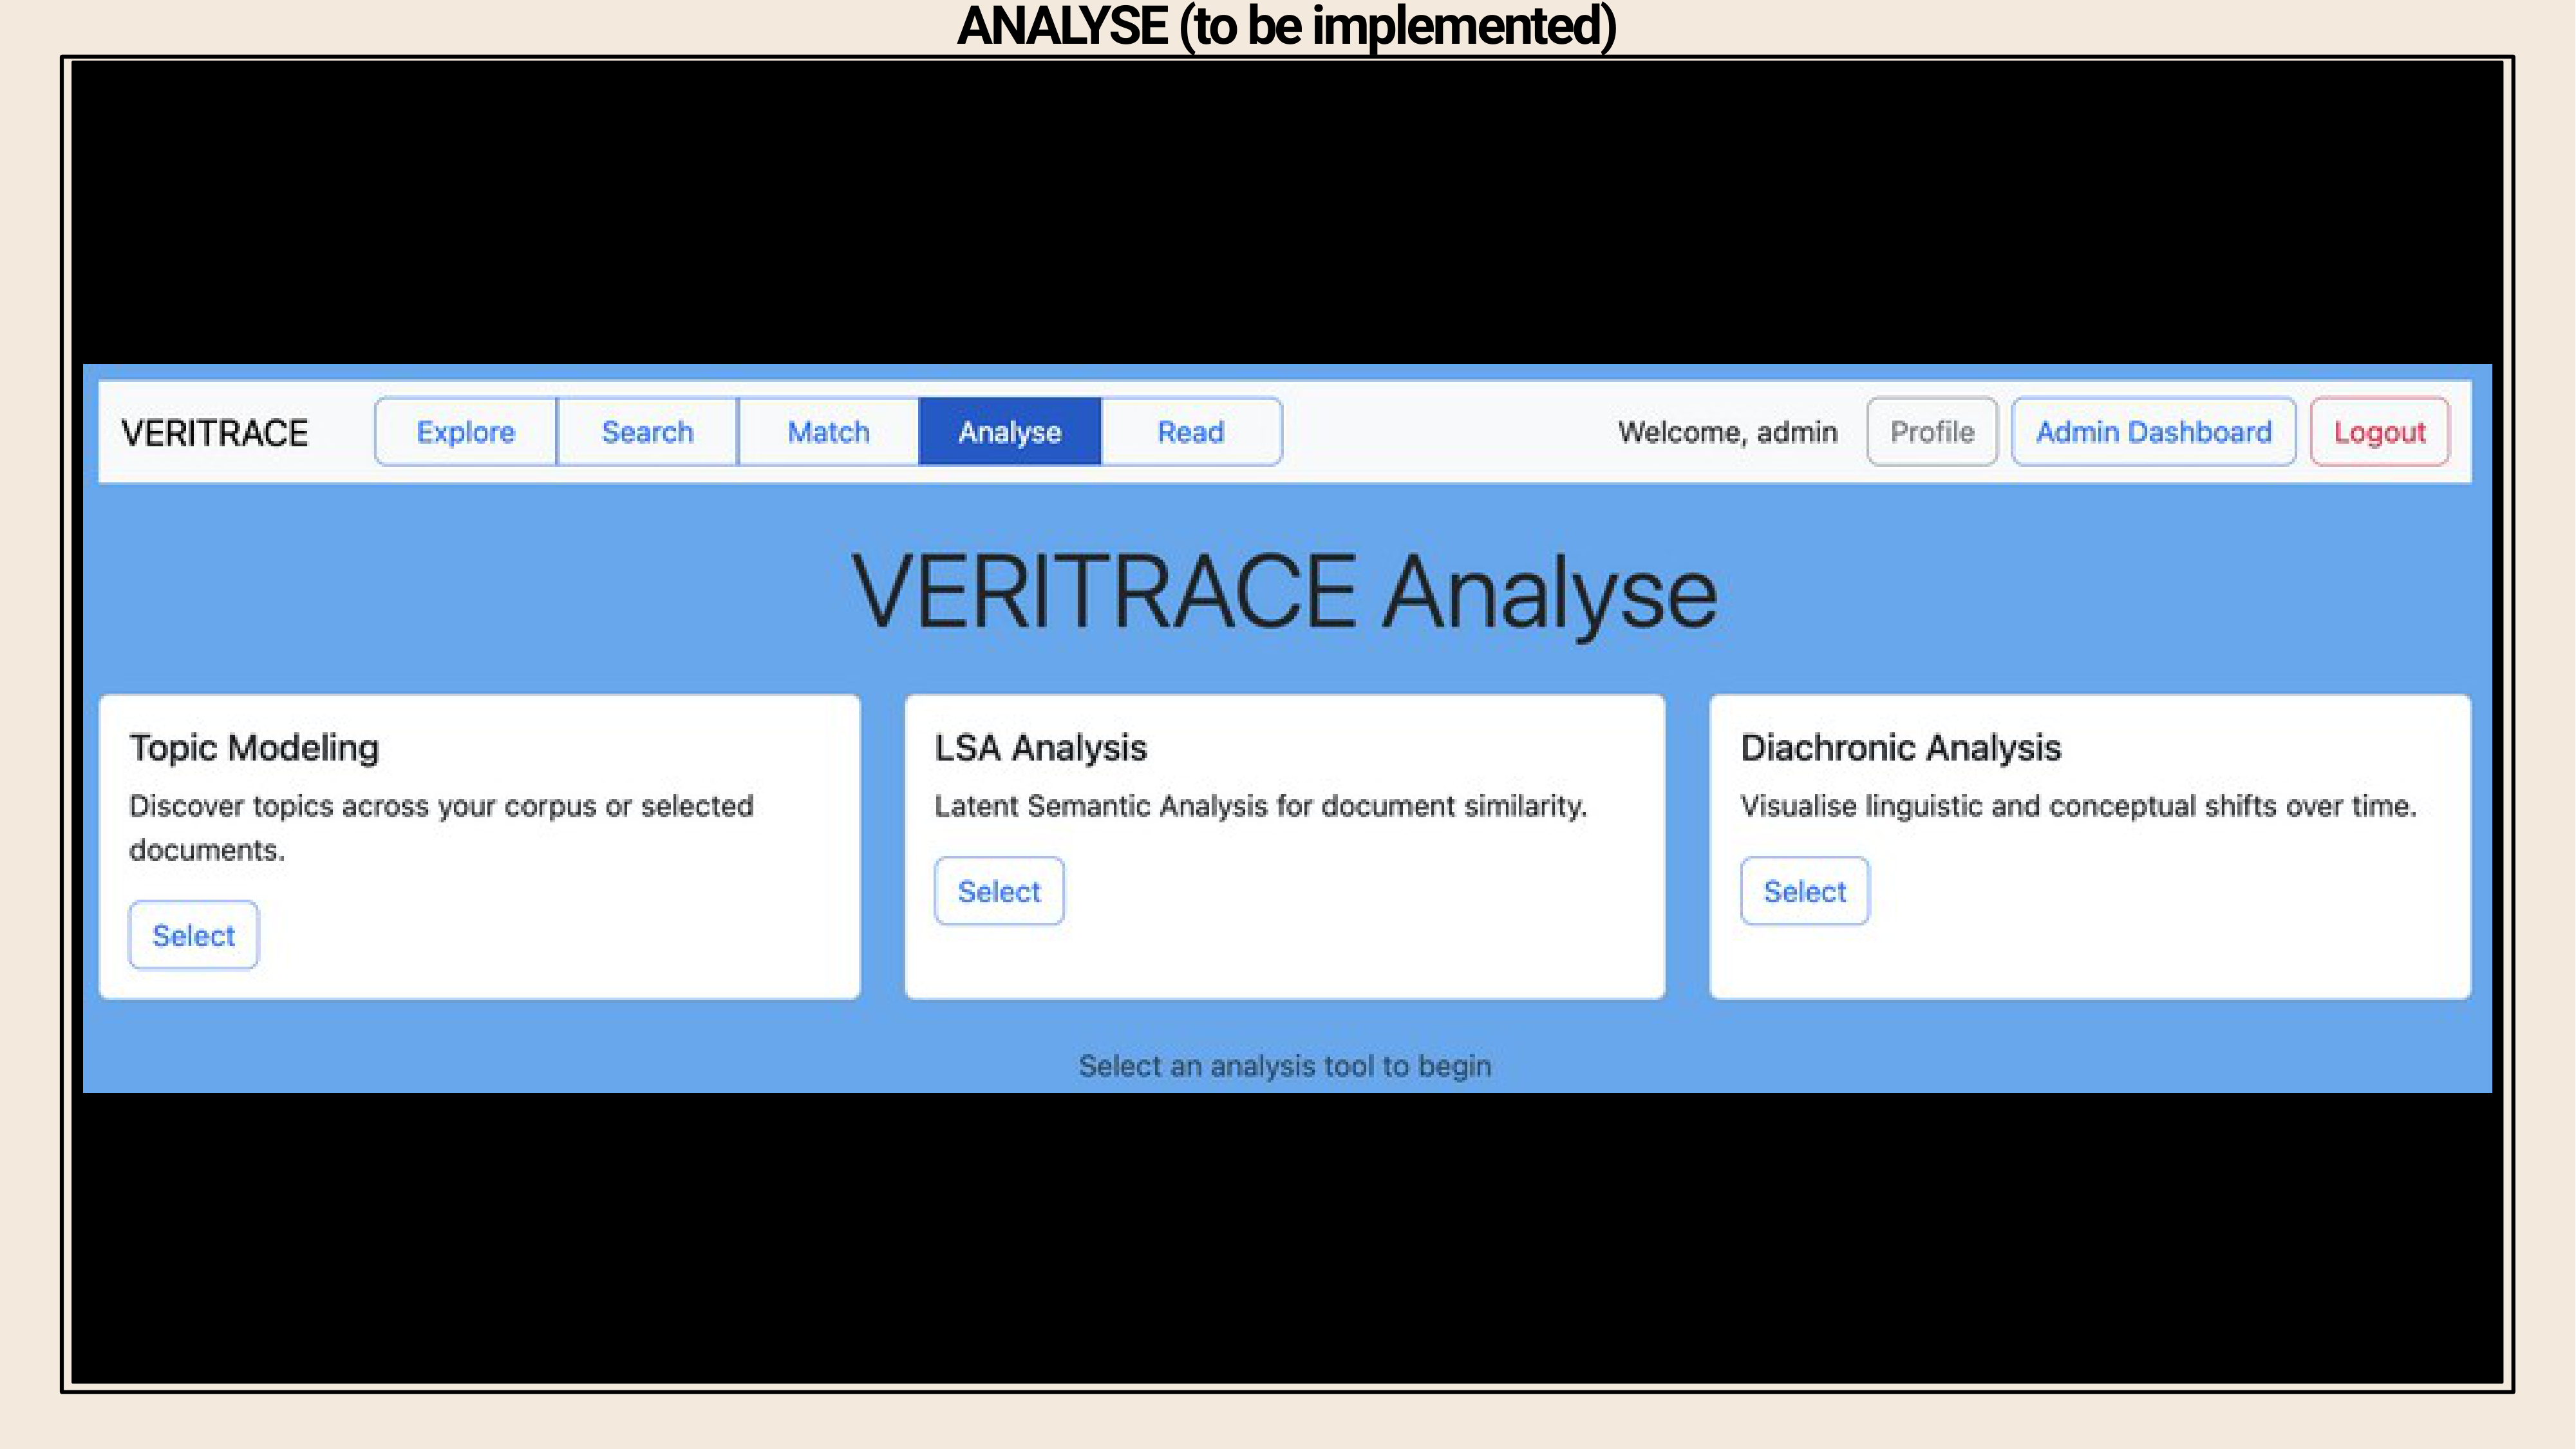 ANALYSE (to be implemented)
VERITRACE Explore Search Match Analyse Read Welcome, admin Profile Admin Dashboard Logout
VERITRACE Analyse
Topic Modeling
Discover topics across your corpus or selected
documents.
Select
LSA Analysis
Latent Semantic Analysis for document similarity.
Select
Diachronic Analysis
Visualise linguistic and conceptual shifts over time.
Select
Select an analysis tool to begin